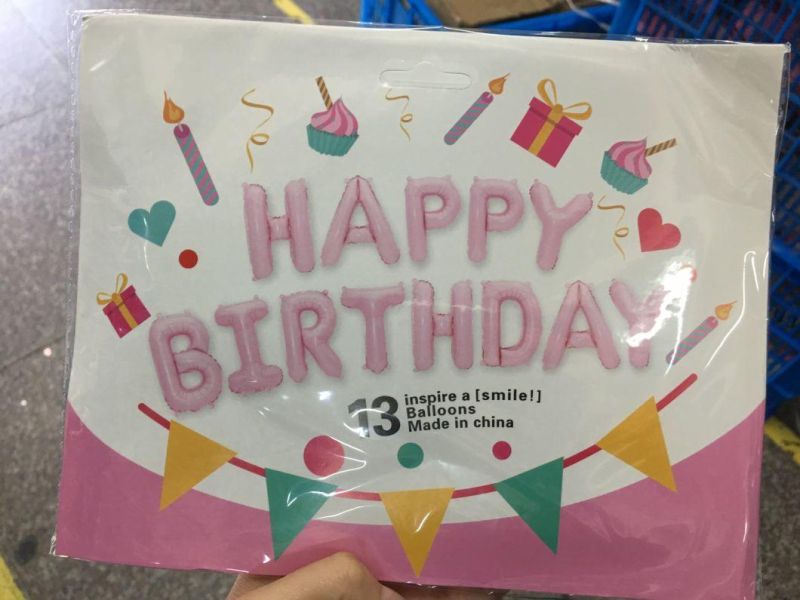 HAPPY
BIRTHDAY
13 inspire a [smile!]
Balloons
Made in china